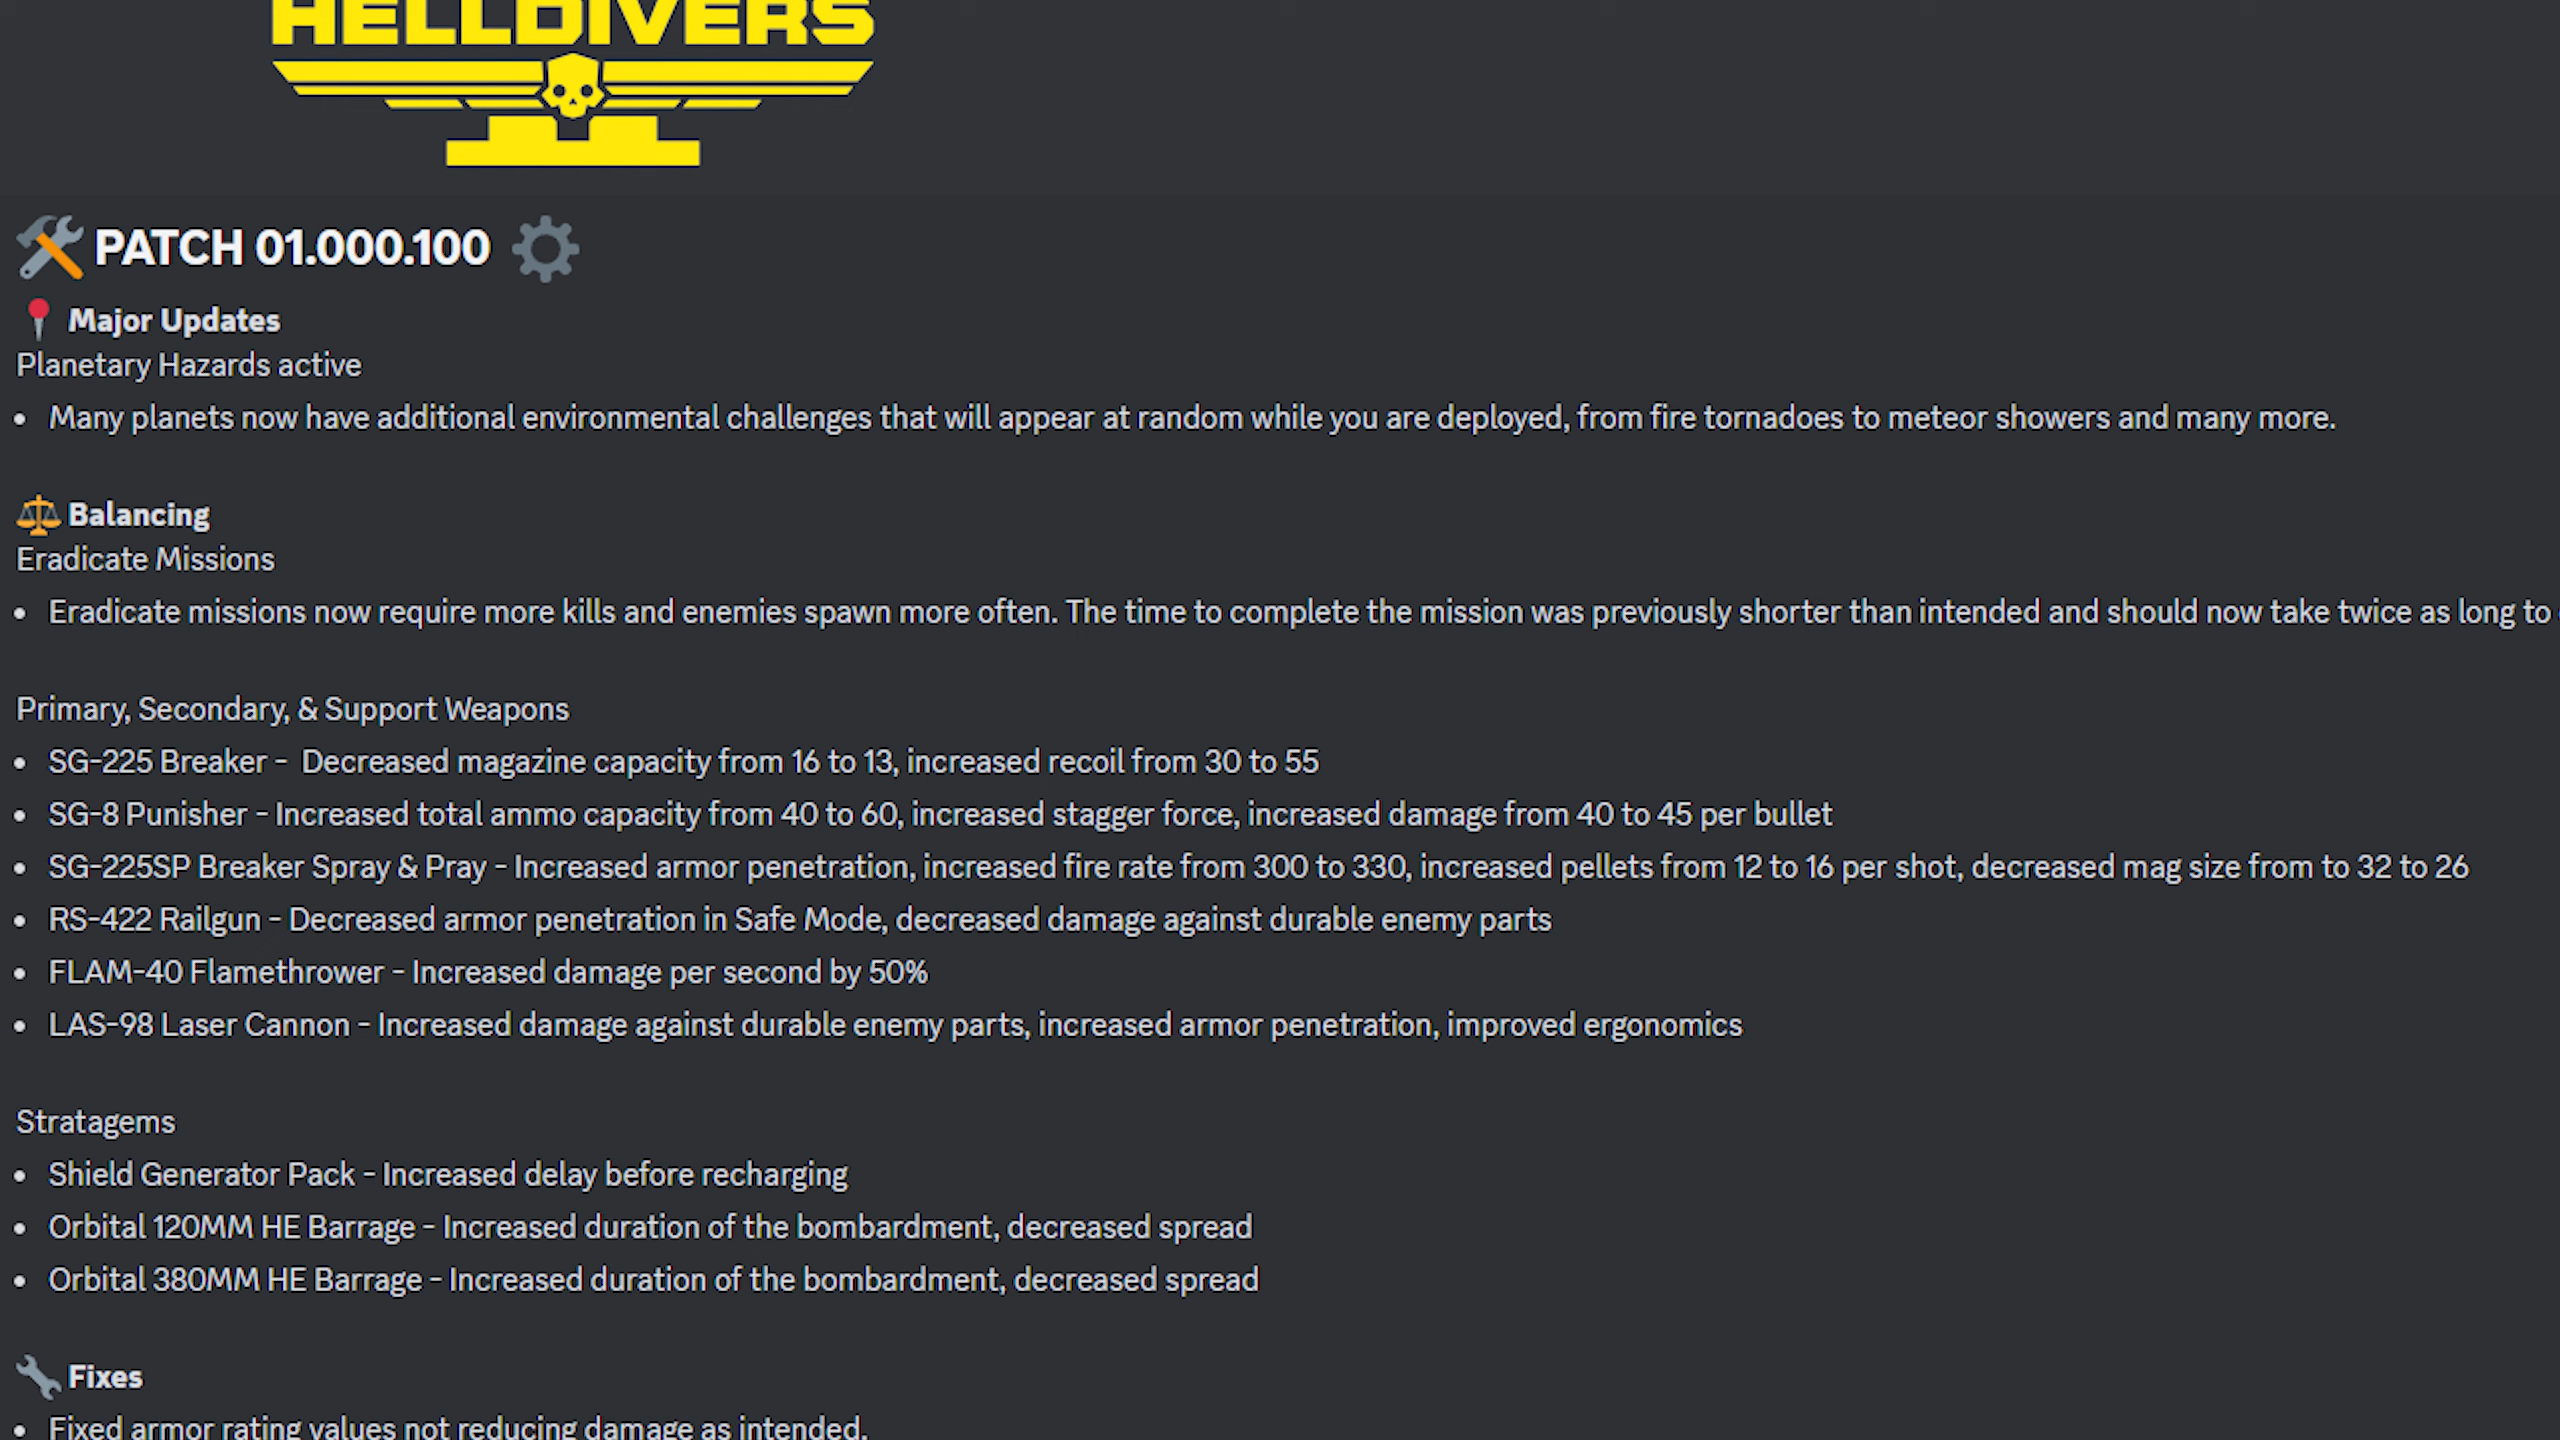 HELLDIVERS
II
PATCH 01.000.100
Major Updates
Planetary Hazards active
• Many planets now have additional environmental challenges that will appear at random while you are deployed, from fire tornadoes to meteor showers and many more.
Balancing
Eradicate Missions
• Eradicate missions now require more kills and enemies spawn more often. The time to complete the mission was previously shorter than intended and should now take twice as long to
Primary, Secondary, & Support Weapons
• SG-225 Breaker - Decreased magazine capacity from 16 to 13, increased recoil from 30 to 55
• SG-8 Punisher - Increased total ammo capacity from 40 to 60, increased stagger force, increased damage from 40 to 45 per bullet
• SG-225SP Breaker Spray & Pray - Increased armor penetration, increased fire rate from 300 to 330, increased pellets from 12 to 16 per shot, decreased mag size from to 32 to 26
• RS-422 Railgun - Decreased armor penetration in Safe Mode, decreased damage against durable enemy parts
• FLAM-40 Flamethrower - Increased damage per second by 50%
• LAS-98 Laser Cannon - Increased damage against durable enemy parts, increased armor penetration, improved ergonomics
Stratagems
• Shield Generator Pack - Increased delay before recharging
• Orbital 120MM HE Barrage - Increased duration of the bombardment, decreased spread
• Orbital 380MM HE Barrage - Increased duration of the bombardment, decreased spread
Fixes
• Fixed armor rating values not reducing damage as intended.